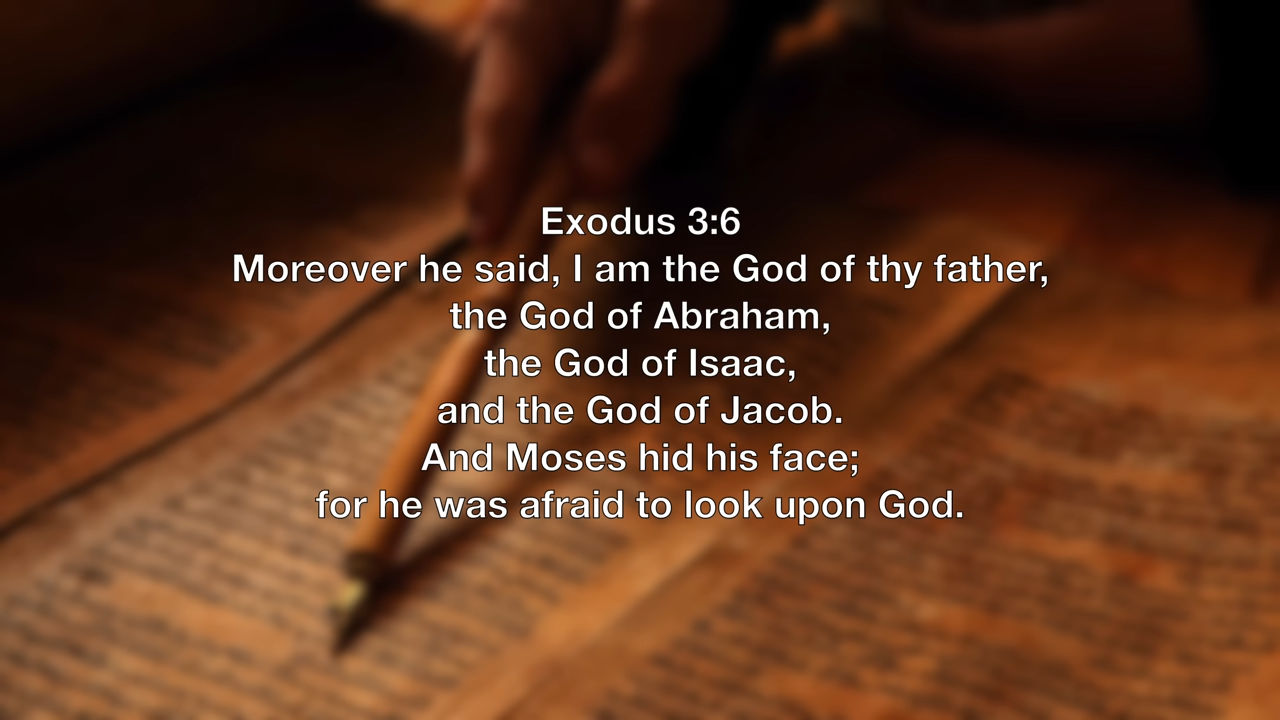 Exodus 3:6
Moreover he said, I am the God of thy father,
the God of Abraham,
the God of Isaac,
and the God of Jacob.
And Moses hid his face;
for he was afraid to look upon God.